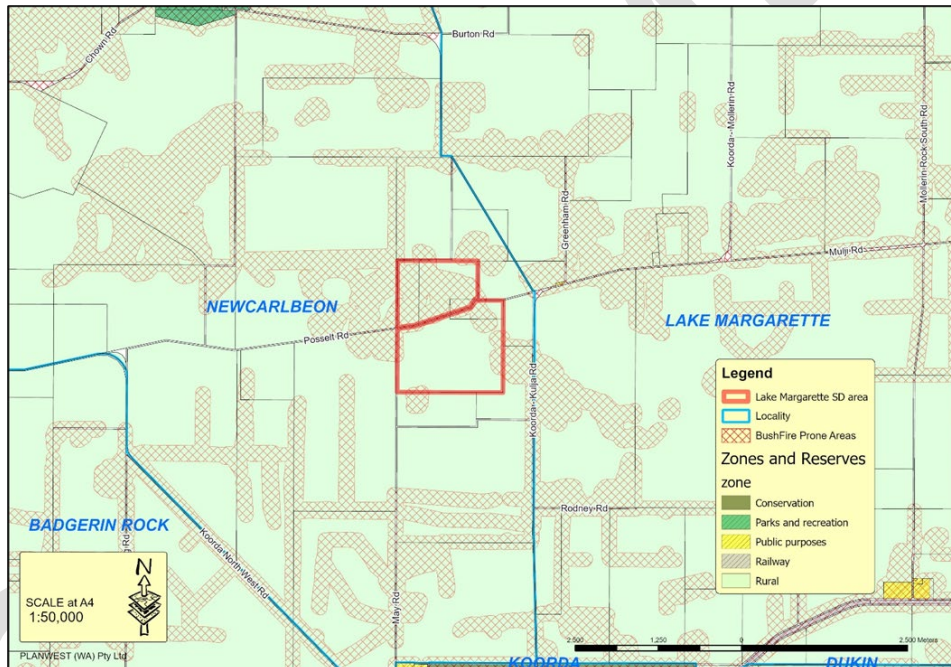 Chown Rd
Burton Rd
Koorda--Mollerin Rd
Mollerin-Rock-South-Rd
Greenham-Rd
Mulji Rd
NEWCARLBEON
LAKE MARGARETTE
Posselt Rd
Koorda--Kulja-Rd
Legend
Lake Margarette SD area
Locality
BushFire Prone Areas
Zones and Reserves
zone
Conservation
Parks and recreation
Public purposes
Railway
Rural
Rodney Rd
BADGERIN ROCK
Koorda-North-West-Rd
May-Rd
N
SCALE at A4
1:50,000
2.500
1.250
0
2.500 Meters
PLANWEST (WA) Pty Ltd
KOORDA
DUKIN